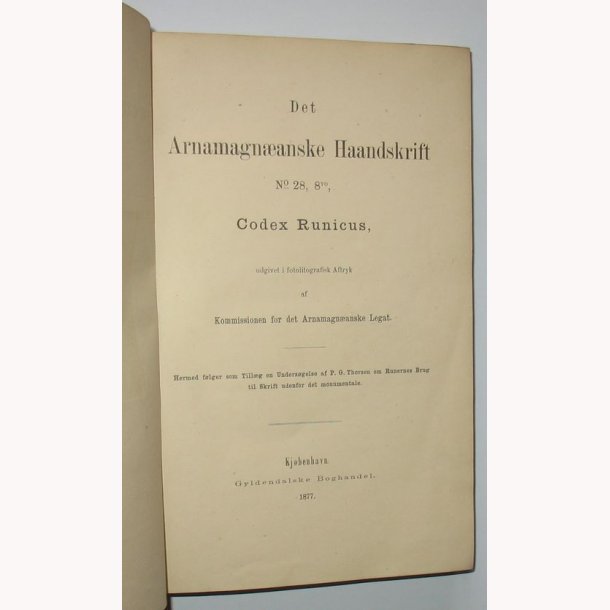 Det
Arnamagnæanske Haandskrift
Nº 28, 8ᵛᵒ,
Codex Runicus,
udgivet i fotolitografisk Aftryk
af
Kommissionen for det Arnamagnæanske Legat.
Hermed følger som Tillæg en Undersøgelse af P. G. Thorsen om Runernes Brug
til Skrift udenfor det monumentale.
Kjøbenhavn.
Gyldendalske Boghandel.
1877.